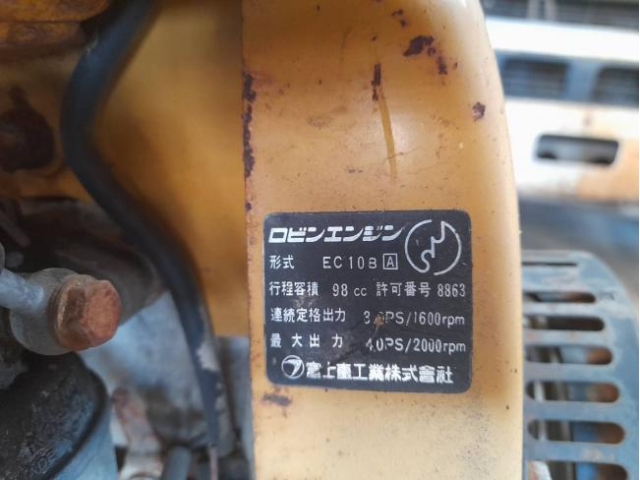 ロビンエンジン
形式 EC10B A
行程容積 98cc 許可番号 8863
連続定格出力 PS/1600rpm
最大出力 4.0PS/2000rpm
富士重工業株式會社